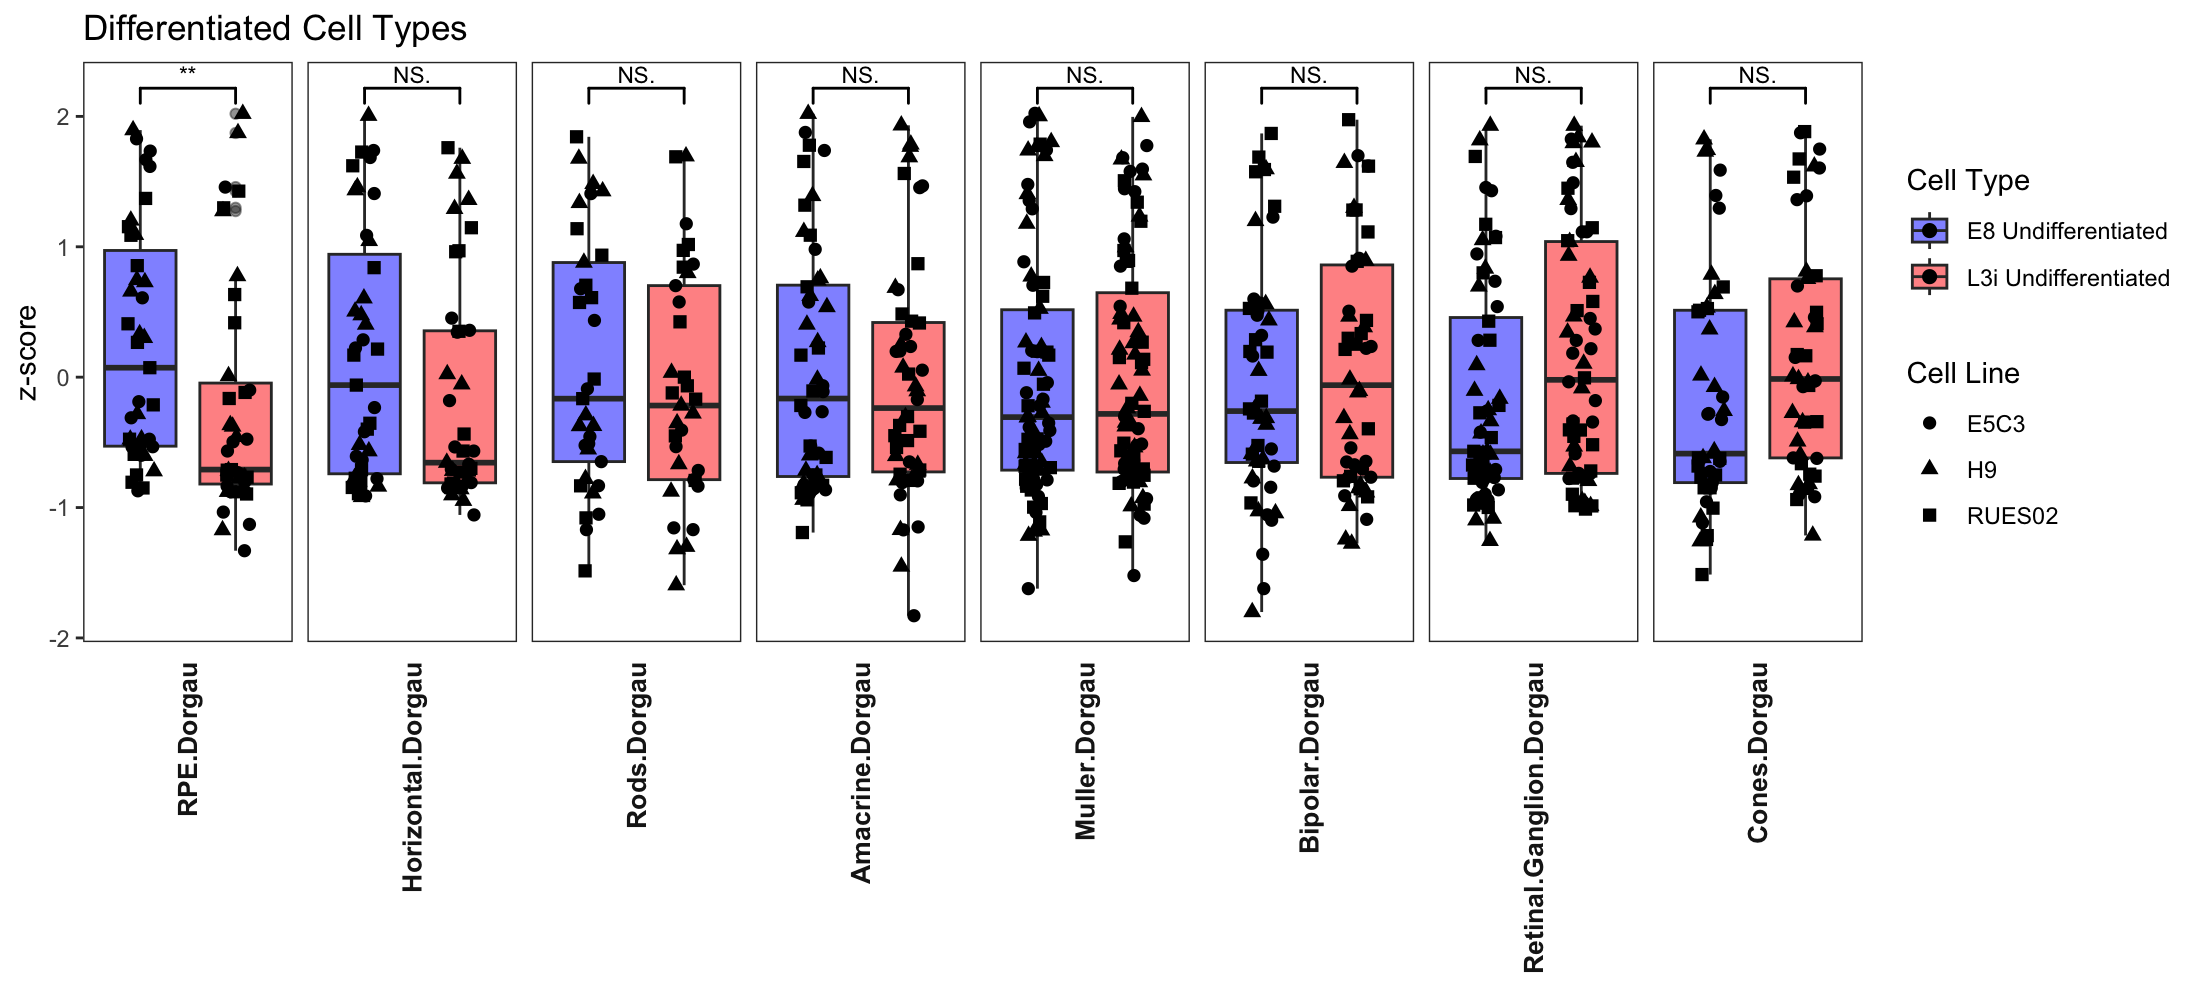 Differentiated Cell Types
** NS. NS. NS. NS. NS. NS. NS.
z-score
2
1
0
-1
-2
RPE.Dorgau
Horizontal.Dorgau
Rods.Dorgau
Amacrine.Dorgau
Muller.Dorgau
Bipolar.Dorgau
Retinal.Ganglion.Dorgau
Cones.Dorgau
Cell Type
E8 Undifferentiated
L3i Undifferentiated
Cell Line
E5C3
H9
RUES02